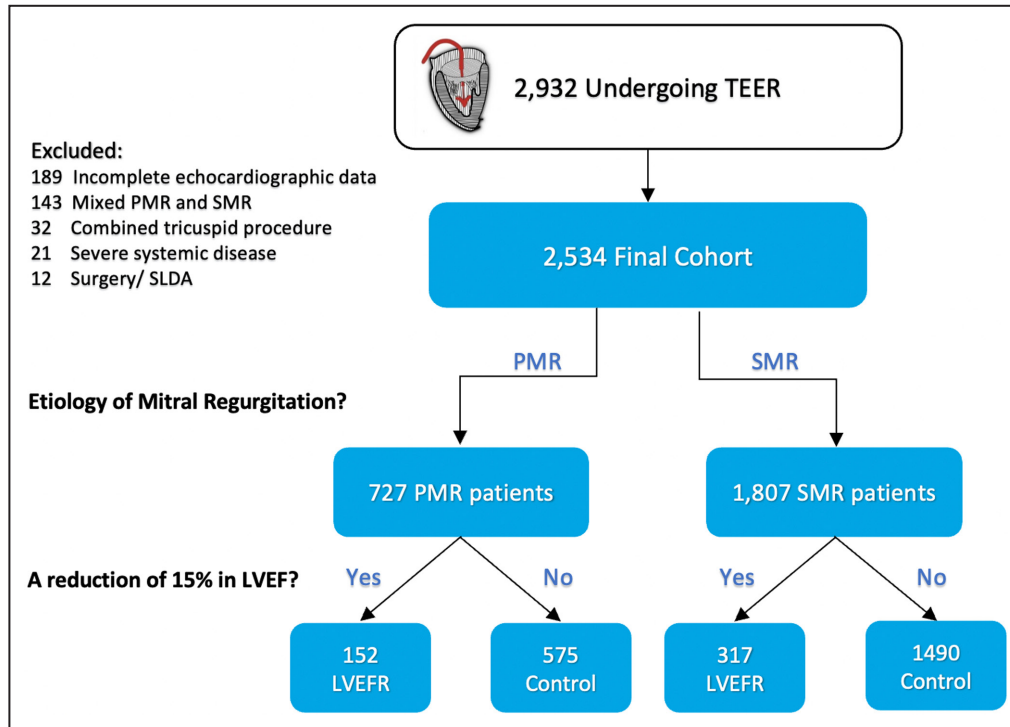 2,932 Undergoing TEER
Excluded:
189 Incomplete echocardiographic data
143 Mixed PMR and SMR
32 Combined tricuspid procedure
21 Severe systemic disease
12 Surgery/ SLDA
2,534 Final Cohort
PMR
SMR
Etiology of Mitral Regurgitation?
727 PMR patients
1,807 SMR patients
A reduction of 15% in LVEF?
Yes
No
Yes
No
152
LVEFR
575
Control
317
LVEFR
1490
Control